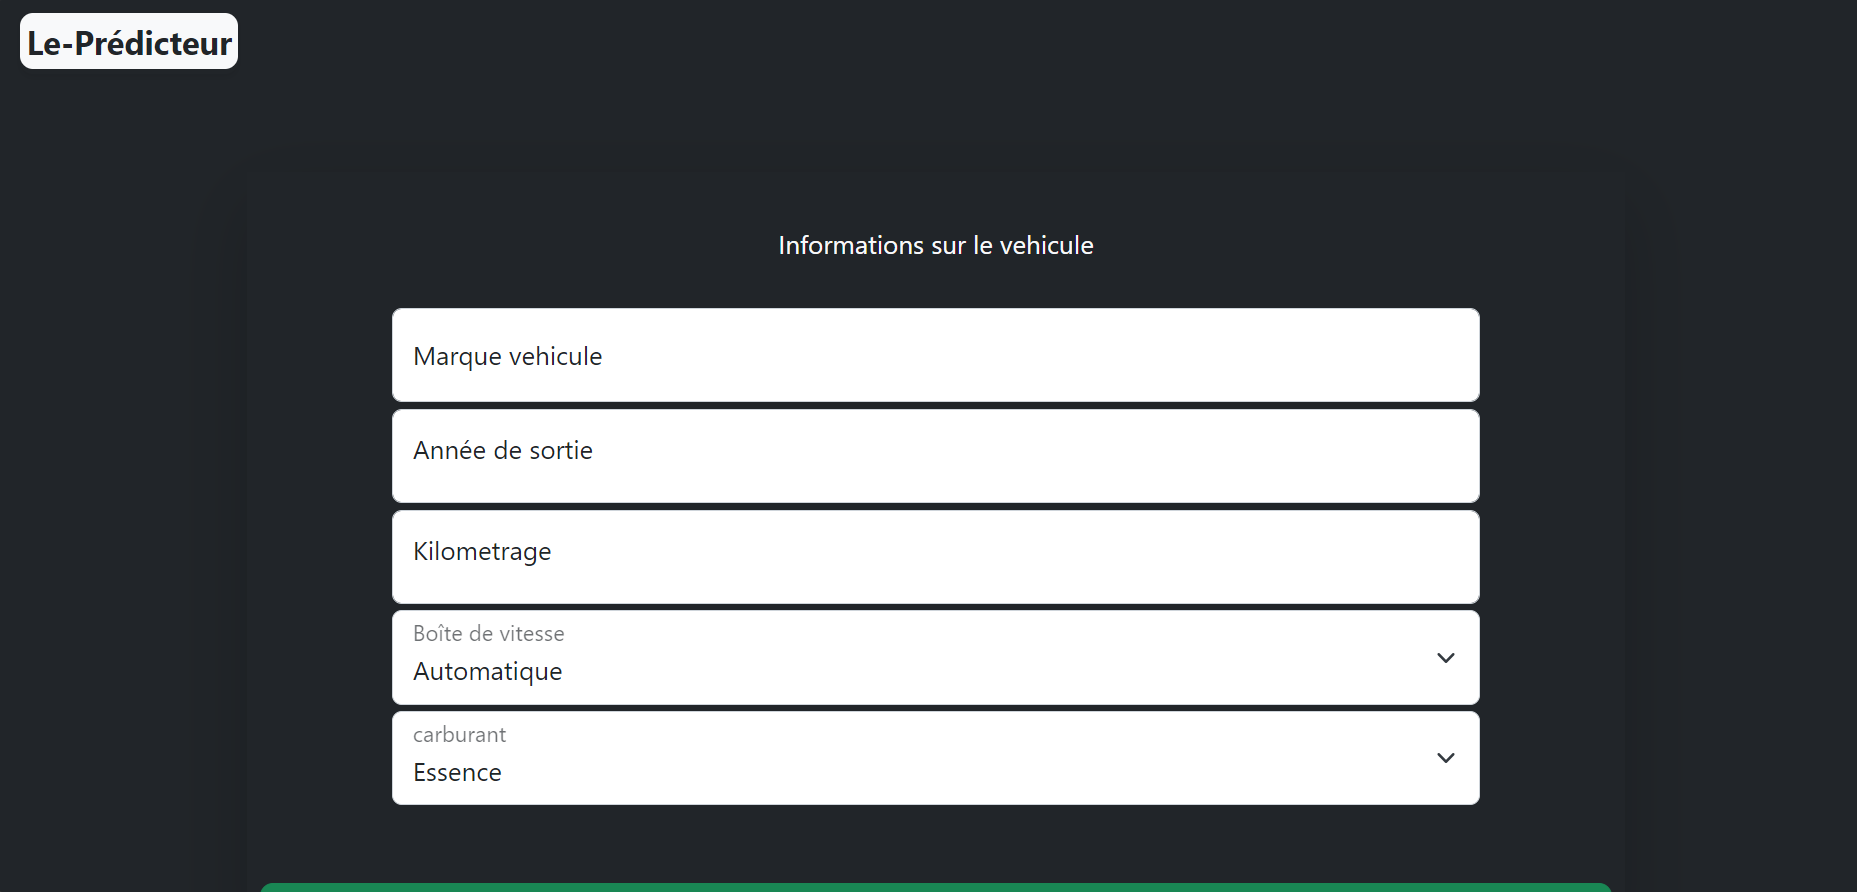 Le-Prédicteur
Informations sur le vehicule
Marque vehicule
Année de sortie
Kilometrage
Boîte de vitesse
Automatique
carburant
Essence